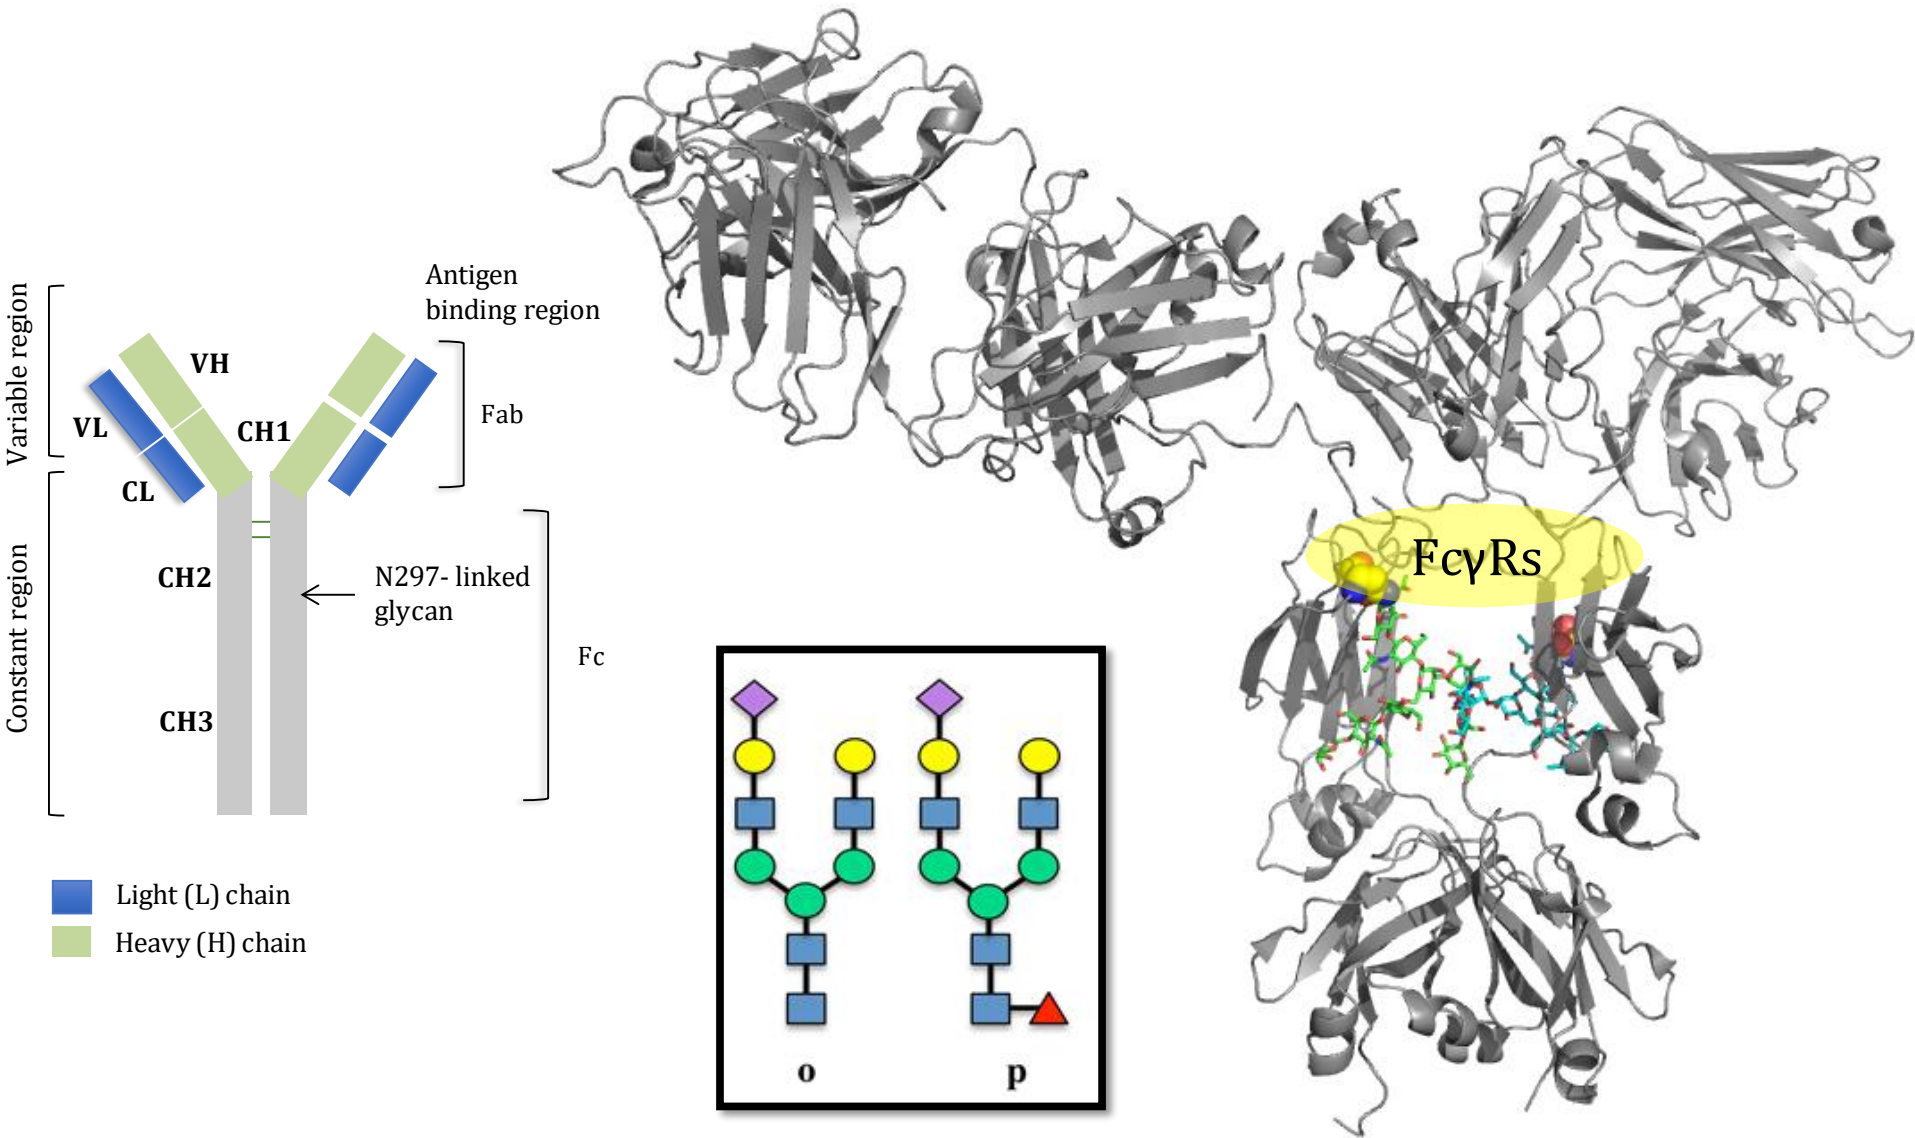 Variable region
Constant region
Antigen
binding region
VH
VL
CH1
Fab
CL
CH2
N297- linked
glycan
Fc
CH3
Light (L) chain
Heavy (H) chain
FcγRs
o
p